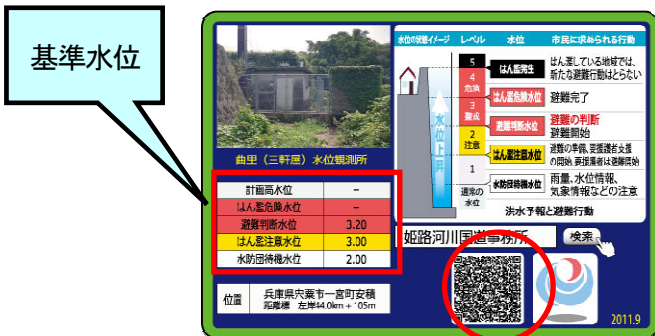 基準水位
曲里（三軒屋）水位観測所
計画高水位 －
はん濫危険水位 －
避難判断水位 3.20
はん濫注意水位 3.00
水防団待機水位 2.00
位置 兵庫県宍粟市一宮町安積
距離標 左岸44.0km＋105m
水位の状態イメージ レベル 水位 市民に求められる行動
5 はん濫発生 はん濫している地域では、
新たな避難行動はとらない
4
危険 はん濫危険水位 避難完了
3
警戒 避難判断水位 避難の判断
避難開始
2
注意 はん濫注意水位 避難の準備、要援護者支援
の開始、要援護者は避難開始
1
水防団待機水位 雨量、水位情報、
気象情報などの注意
通常の
水位
水位上昇
洪水予報と避難行動
姫路河川国道事務所 検索
2011.9